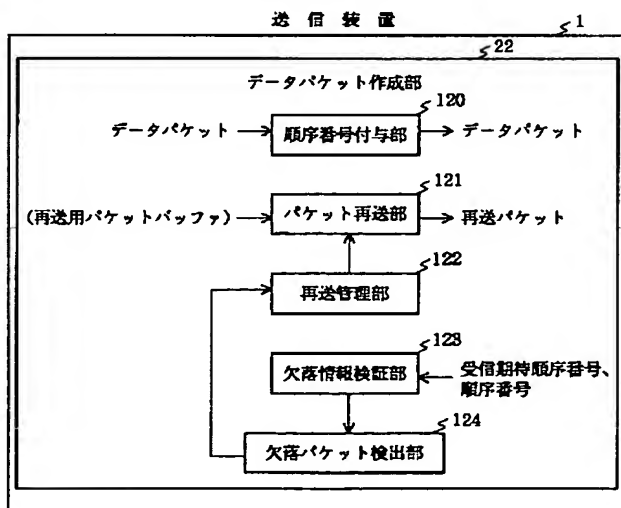 送信装置
1
22
データパケット作成部
120
データパケット
順序番号付与部
データパケット
121
(再送用パケットバッファ)
パケット再送部
再送パケット
122
再送管理部
123
欠落情報検証部
受信期待順序番号、
順序番号
124
欠落パケット検出部